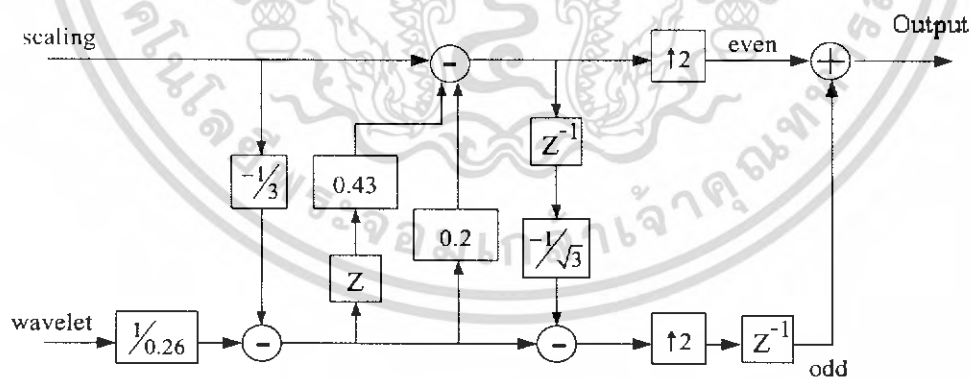 scaling
-
↑2
even
+
Output
-1/3
0.43
0.2
Z⁻¹
-1/√3
Z
wavelet
1/0.26
-
-
↑2
Z⁻¹
odd